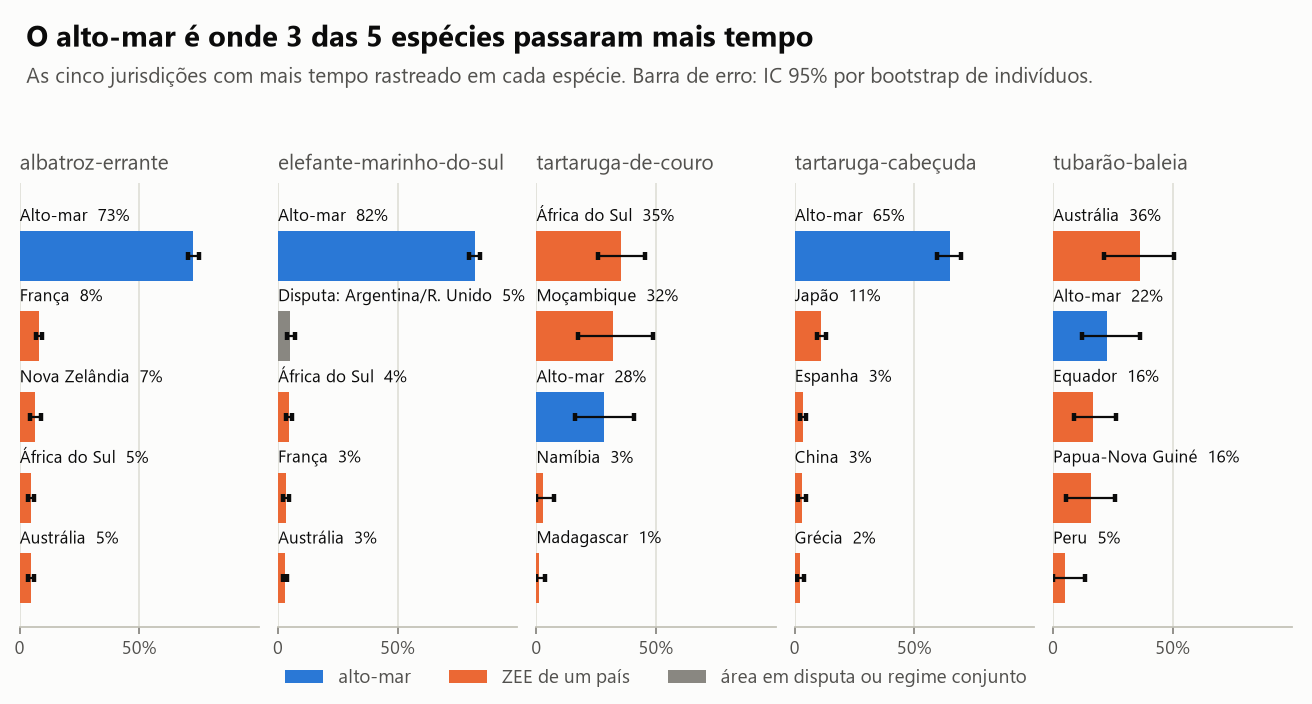 O alto-mar é onde 3 das 5 espécies passaram mais tempo
As cinco jurisdições com mais tempo rastreado em cada espécie. Barra de erro: IC 95% por bootstrap de indivíduos.
albatroz-errante
Alto-mar 73%
França 8%
Nova Zelândia 7%
África do Sul 5%
Austrália 5%
0 50%
elefante-marinho-do-sul
Alto-mar 82%
Disputa: Argentina/R. Unido 5%
África do Sul 4%
França 3%
Austrália 3%
0 50%
tartaruga-de-couro
África do Sul 35%
Moçambique 32%
Alto-mar 28%
Namíbia 3%
Madagascar 1%
0 50%
tartaruga-cabeçuda
Alto-mar 65%
Japão 11%
Espanha 3%
China 3%
Grécia 2%
0 50%
tubarão-baleia
Austrália 36%
Alto-mar 22%
Equador 16%
Papua-Nova Guiné 16%
Peru 5%
0 50%
alto-mar
ZEE de um país
área em disputa ou regime conjunto